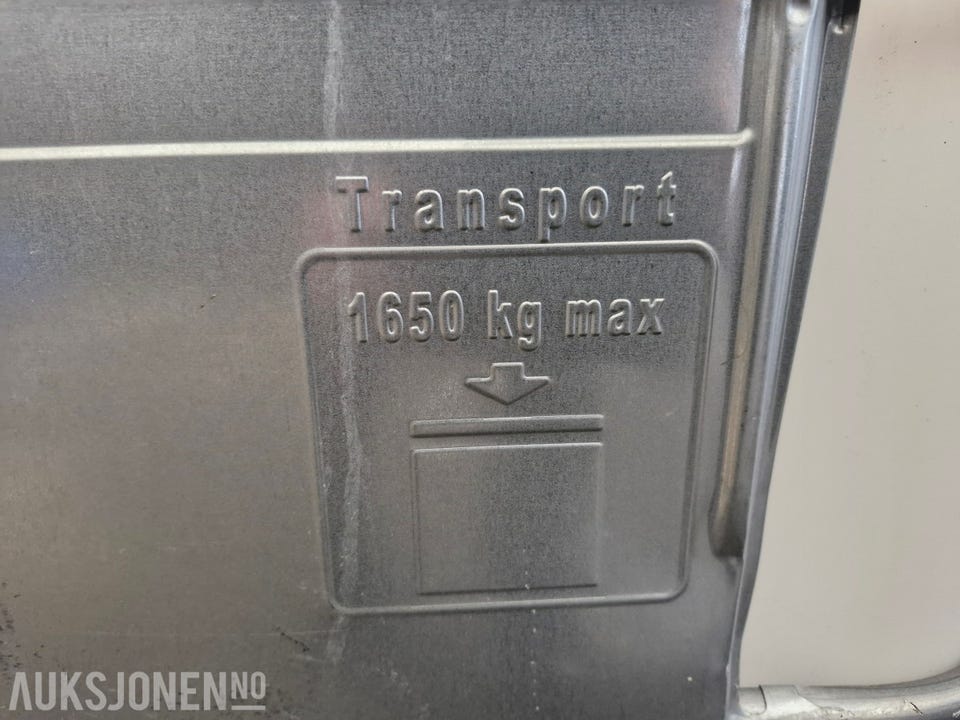 Transport
1650 kg max
AUKSJONEN NO